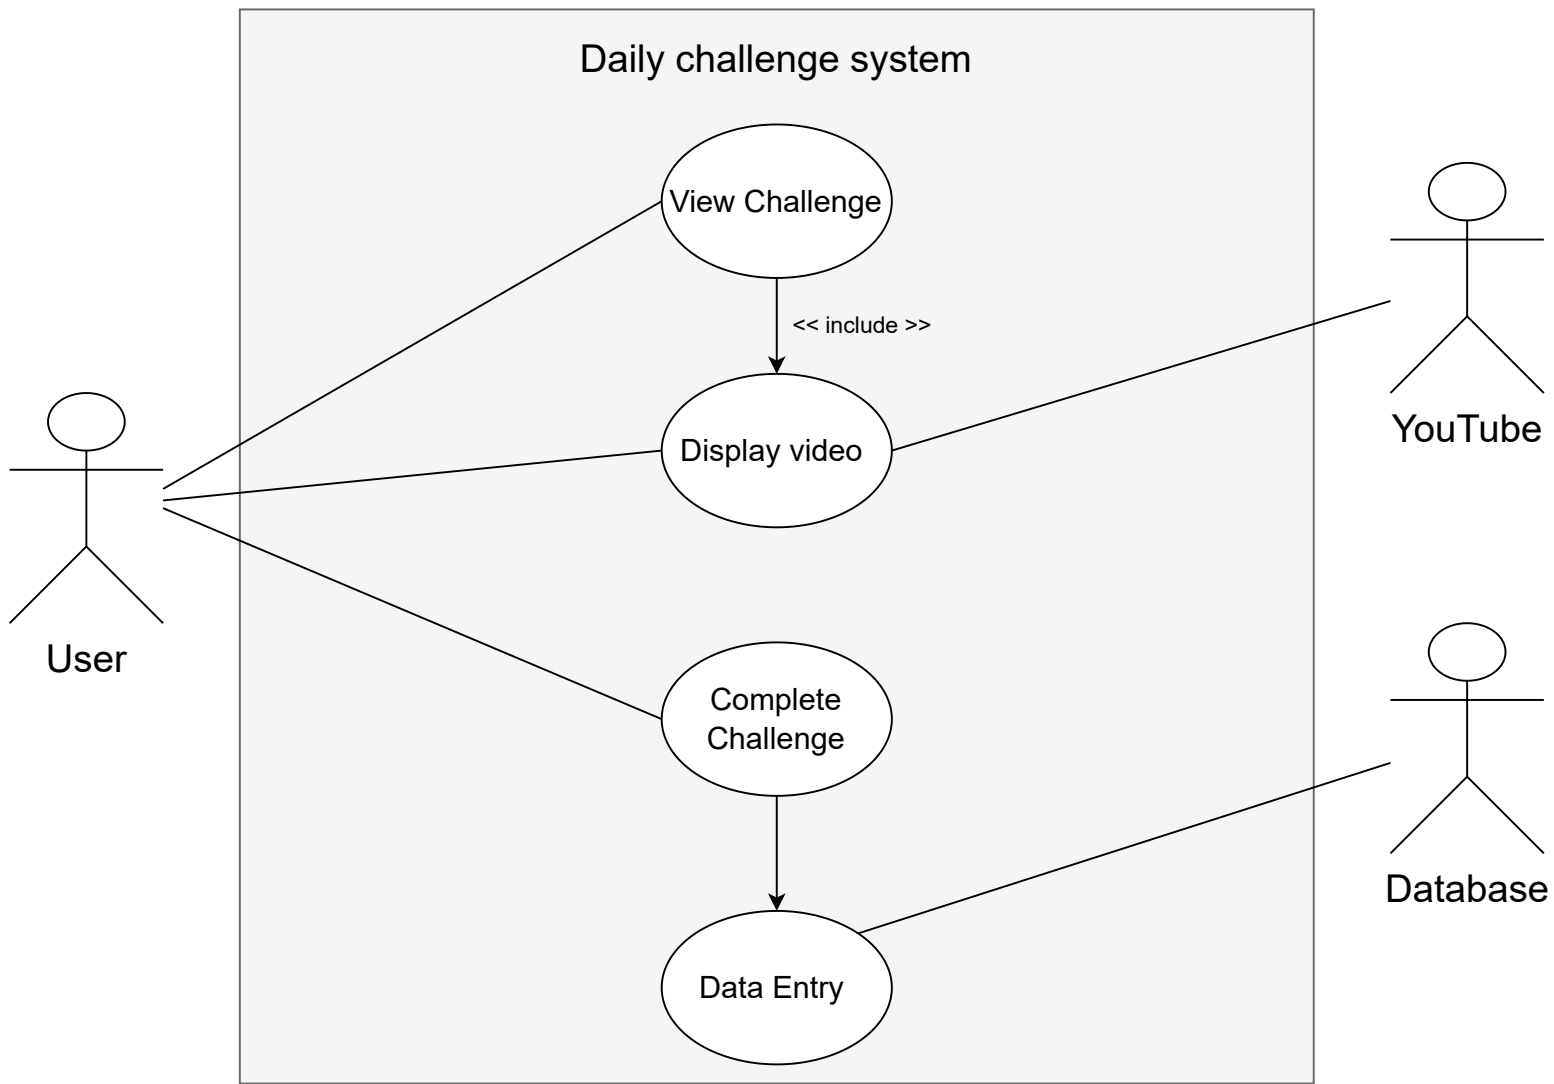 Daily challenge system
View Challenge
<< include >>
YouTube
Display video
User
Complete
Challenge
Database
Data Entry